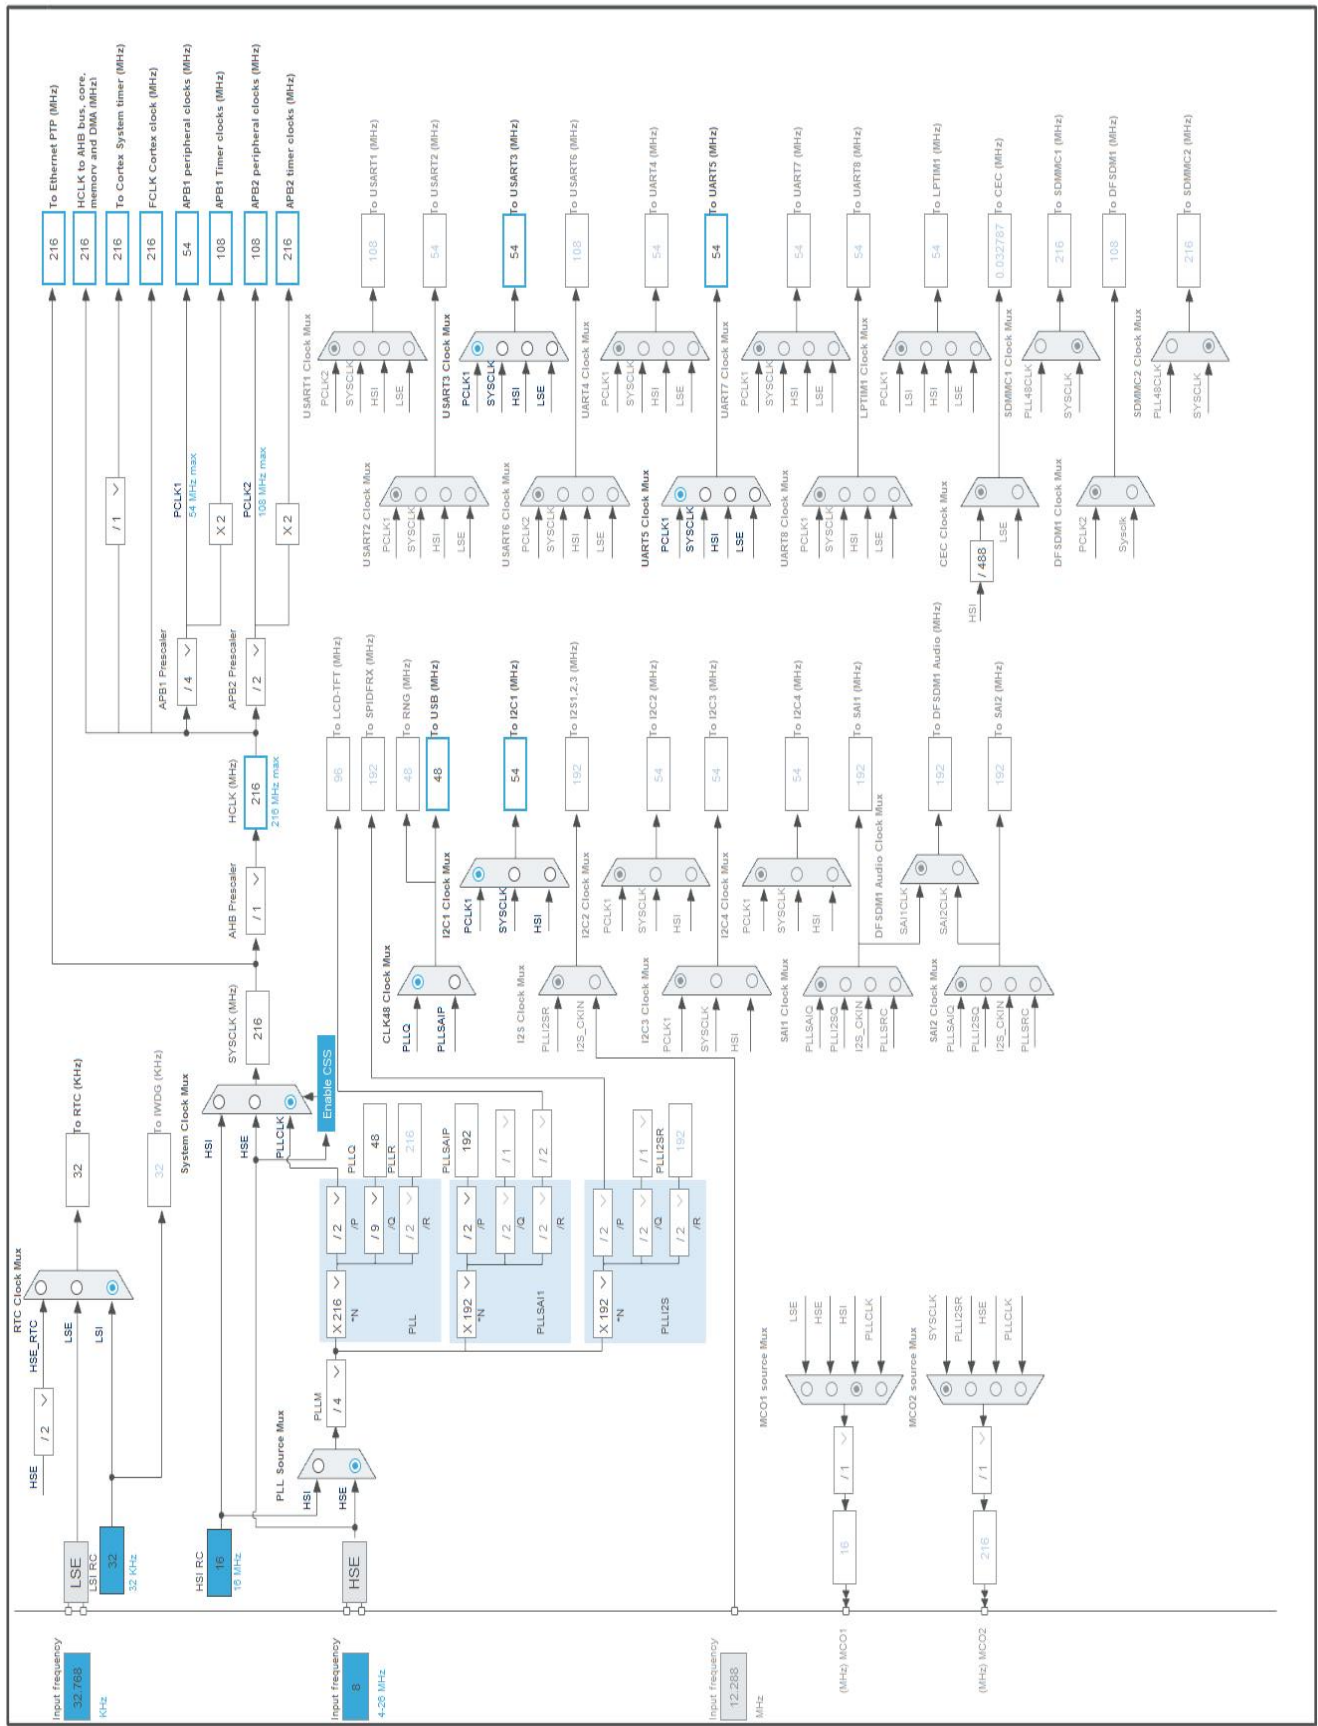 RTC Clock Mux
HSE
/ 2
HSE_RTC
Input frequency
32.768
KHz
LSE
LSE
32
To RTC (KHz)
LSI RC
32
32 KHz
LSI
32
To IWDG (KHz)
216
To Ethernet PTP (MHz)
216
HCLK to AHB bus, core,
memory and DMA (MHz)
/ 1
216
To Cortex System timer (MHz)
216
FCLK Cortex clock (MHz)
System Clock Mux
HSI RC
16
16 MHz
HSI
HSE
PLLCLK
Enable CSS
SYSCLK (MHz)
216
AHB Prescaler
/ 1
HCLK (MHz)
216
216 MHz max
APB1 Prescaler
/ 4
PCLK1
54 MHz max
54
APB1 peripheral clocks (MHz)
X 2
108
APB1 Timer clocks (MHz)
APB2 Prescaler
/ 2
PCLK2
108 MHz max
108
APB2 peripheral clocks (MHz)
X 2
216
APB2 timer clocks (MHz)
PLL Source Mux
Input frequency
8
4-26 MHz
HSE
HSI
HSE
PLLM
/ 4
X 216
*N
PLL
/ 2
/P
/ 9
/Q
/ 2
/R
PLLQ
48
PLLR
216
X 192
*N
PLLSAI1
/ 2
/P
/ 2
/Q
/ 2
/R
PLLSAIP
192
/ 1
/ 2
X 192
*N
PLLI2S
/ 2
/P
/ 2
/Q
/ 2
/R
/ 1
PLLI2SR
192
96
To LCD-TFT (MHz)
192
To SPIDFRX (MHz)
48
To RNG (MHz)
CLK48 Clock Mux
PLLQ
PLLSAIP
48
To USB (MHz)
I2C1 Clock Mux
PCLK1
SYSCLK
HSI
54
To I2C1 (MHz)
I2S Clock Mux
PLLI2SR
I2S_CKIN
192
To I2S1,2,3 (MHz)
I2C2 Clock Mux
PCLK1
SYSCLK
HSI
54
To I2C2 (MHz)
I2C3 Clock Mux
PCLK1
SYSCLK
HSI
54
To I2C3 (MHz)
I2C4 Clock Mux
PCLK1
SYSCLK
HSI
54
To I2C4 (MHz)
SAI1 Clock Mux
PLLSAIQ
PLLI2SQ
I2S_CKIN
PLLSRC
192
To SAI1 (MHz)
DFSDM1 Audio Clock Mux
SAI1CLK
SAI2CLK
192
To DFSDM1 Audio (MHz)
SAI2 Clock Mux
PLLSAIQ
PLLI2SQ
I2S_CKIN
PLLSRC
192
To SAI2 (MHz)
USART1 Clock Mux
PCLK2
SYSCLK
HSI
LSE
108
To USART1 (MHz)
USART2 Clock Mux
PCLK1
SYSCLK
HSI
LSE
54
To USART2 (MHz)
USART3 Clock Mux
PCLK1
SYSCLK
HSI
LSE
54
To USART3 (MHz)
USART6 Clock Mux
PCLK2
SYSCLK
HSI
LSE
108
To USART6 (MHz)
UART4 Clock Mux
PCLK1
SYSCLK
HSI
LSE
54
To UART4 (MHz)
UART5 Clock Mux
PCLK1
SYSCLK
HSI
LSE
54
To UART5 (MHz)
UART7 Clock Mux
PCLK1
SYSCLK
HSI
LSE
54
To UART7 (MHz)
UART8 Clock Mux
PCLK1
SYSCLK
HSI
LSE
54
To UART8 (MHz)
LPTIM1 Clock Mux
PCLK1
LSI
HSI
LSE
54
To LPTIM1 (MHz)
CEC Clock Mux
HSI
/ 488
LSE
0.032787
To CEC (MHz)
SDMMC1 Clock Mux
PLL48CLK
SYSCLK
216
To SDMMC1 (MHz)
DFSDM1 Clock Mux
PCLK2
Sysclk
108
To DFSDM1 (MHz)
SDMMC2 Clock Mux
PLL48CLK
SYSCLK
216
To SDMMC2 (MHz)
Input frequency
12.288
MHz
(MHz) MCO1
16
/ 1
MCO1 source Mux
LSE
HSE
HSI
PLLCLK
(MHz) MCO2
216
/ 1
MCO2 source Mux
SYSCLK
PLLI2SR
HSE
PLLCLK